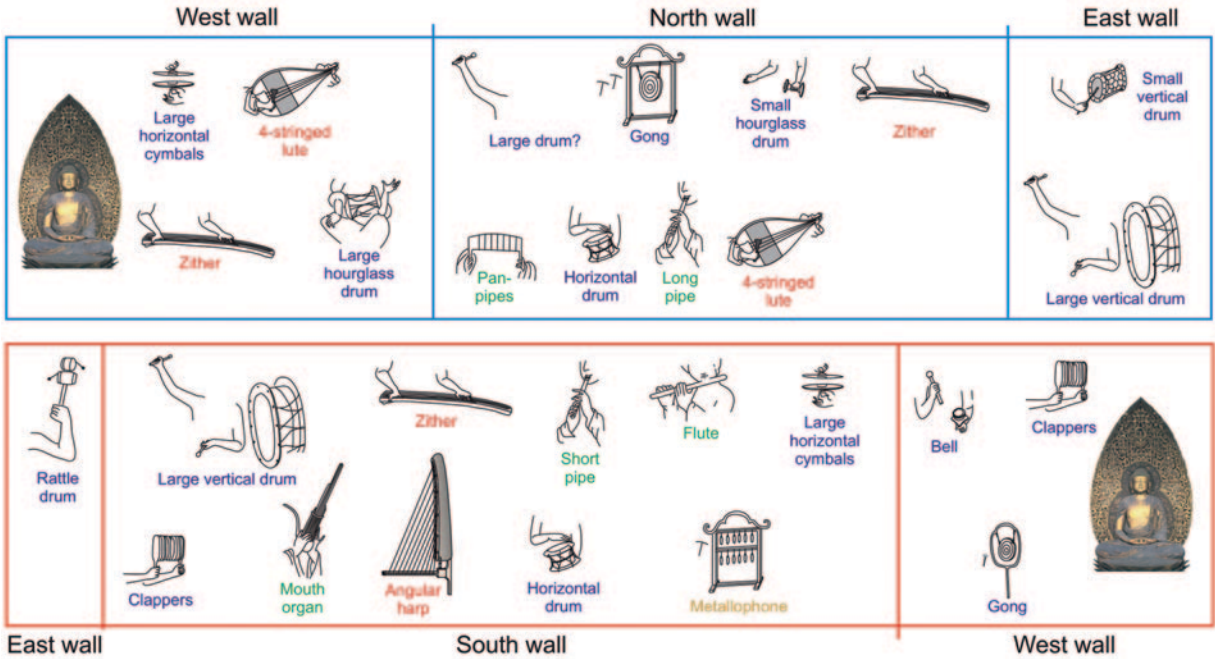 West wall
North wall
East wall
Large
horizontal
cymbals
4-stringed
lute
Zither
Large
hourglass
drum
Large drum?
Gong
Small
hourglass
drum
Zither
Pan-
pipes
Horizontal
drum
Long
pipe
4-stringed
lute
Small
vertical
drum
Large vertical drum
Rattle
drum
Large vertical drum
Zither
Short
pipe
Flute
Large
horizontal
cymbals
Clappers
Mouth
organ
Angular
harp
Horizontal
drum
Metallophone
Bell
Clappers
Gong
East wall
South wall
West wall